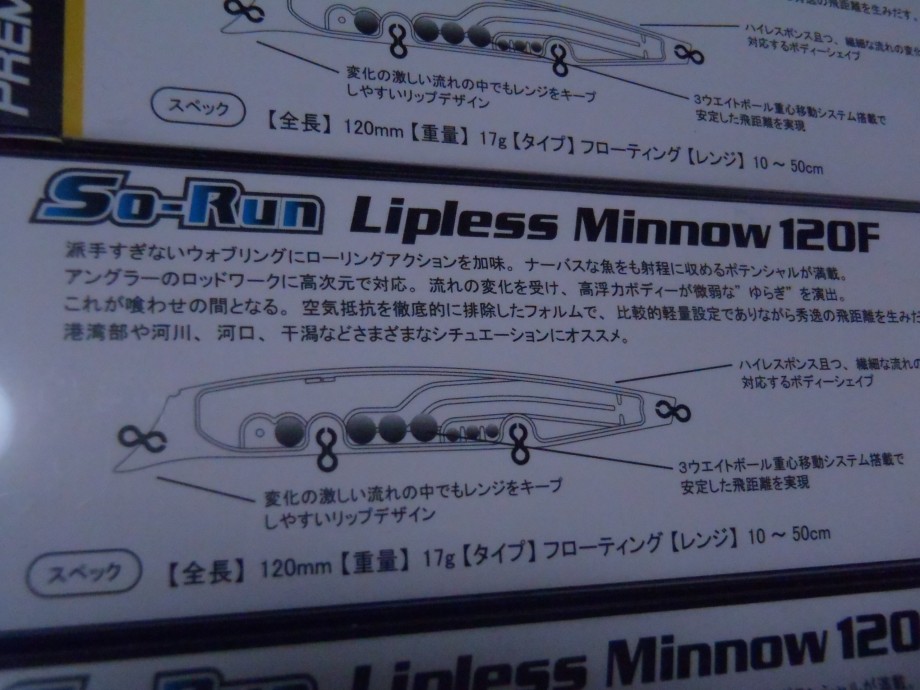 PREM
の飛距離を生みだす。
ハイレスポンス且つ、繊細な流れの変化
対応するボディーシェイプ
変化の激しい流れの中でもレンジをキープ
しやすいリップデザイン
3ウエイトボール重心移動システム搭載で
安定した飛距離を実現
スペック
【全長】120mm【重量】17g【タイプ】フローティング【レンジ】10～50cm
So-Run Lipless Minnow 120F
派手すぎないウォブリングにローリングアクションを加味。ナーバスな魚をも射程に収めるポテンシャルが満載。
アングラーのロッドワークに高次元で対応。流れの変化を受け、高浮力ボディーが微弱な"ゆらぎ"を演出。
これが喰わせの間となる。空気抵抗を徹底的に排除したフォルムで、比較的軽量設定でありながら秀逸の飛距離を生みだ
港湾部や河川、河口、干潟などさまざまなシチュエーションにオススメ。
ハイレスポンス且つ、繊細な流れの
対応するボディーシェイプ
3ウエイトボール重心移動システム搭載で
安定した飛距離を実現
変化の激しい流れの中でもレンジをキープ
しやすいリップデザイン
スペック
【全長】120mm【重量】17g【タイプ】フローティング【レンジ】10～50cm
So-Run Lipless Minnow 120